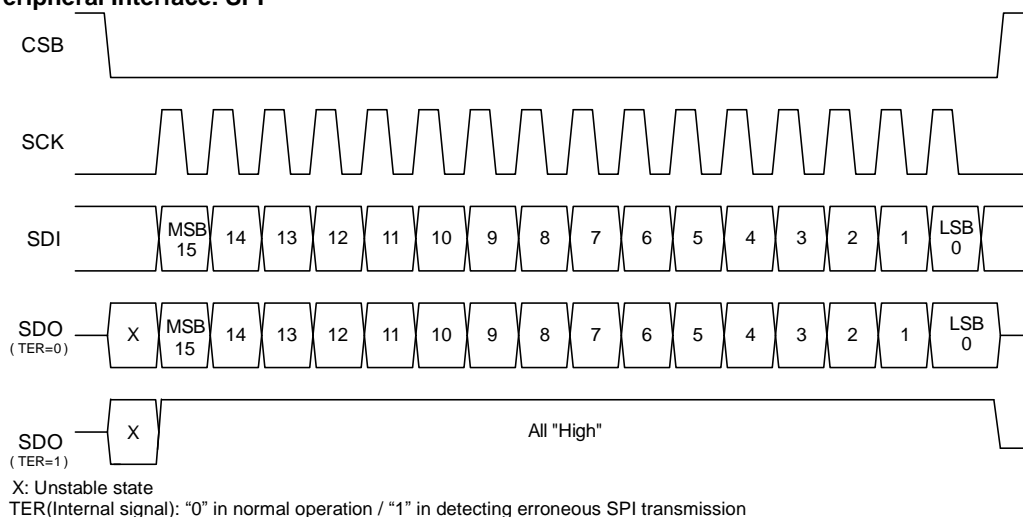 eripheral Interface: SPI
CSB
SCK
SDI
MSB 15 14 13 12 11 10 9 8 7 6 5 4 3 2 1 LSB 0
SDO
( TER=0 )
X MSB 15 14 13 12 11 10 9 8 7 6 5 4 3 2 1 LSB 0
SDO
( TER=1 )
X All "High"
X: Unstable state
TER(Internal signal): “0” in normal operation / “1” in detecting erroneous SPI transmission